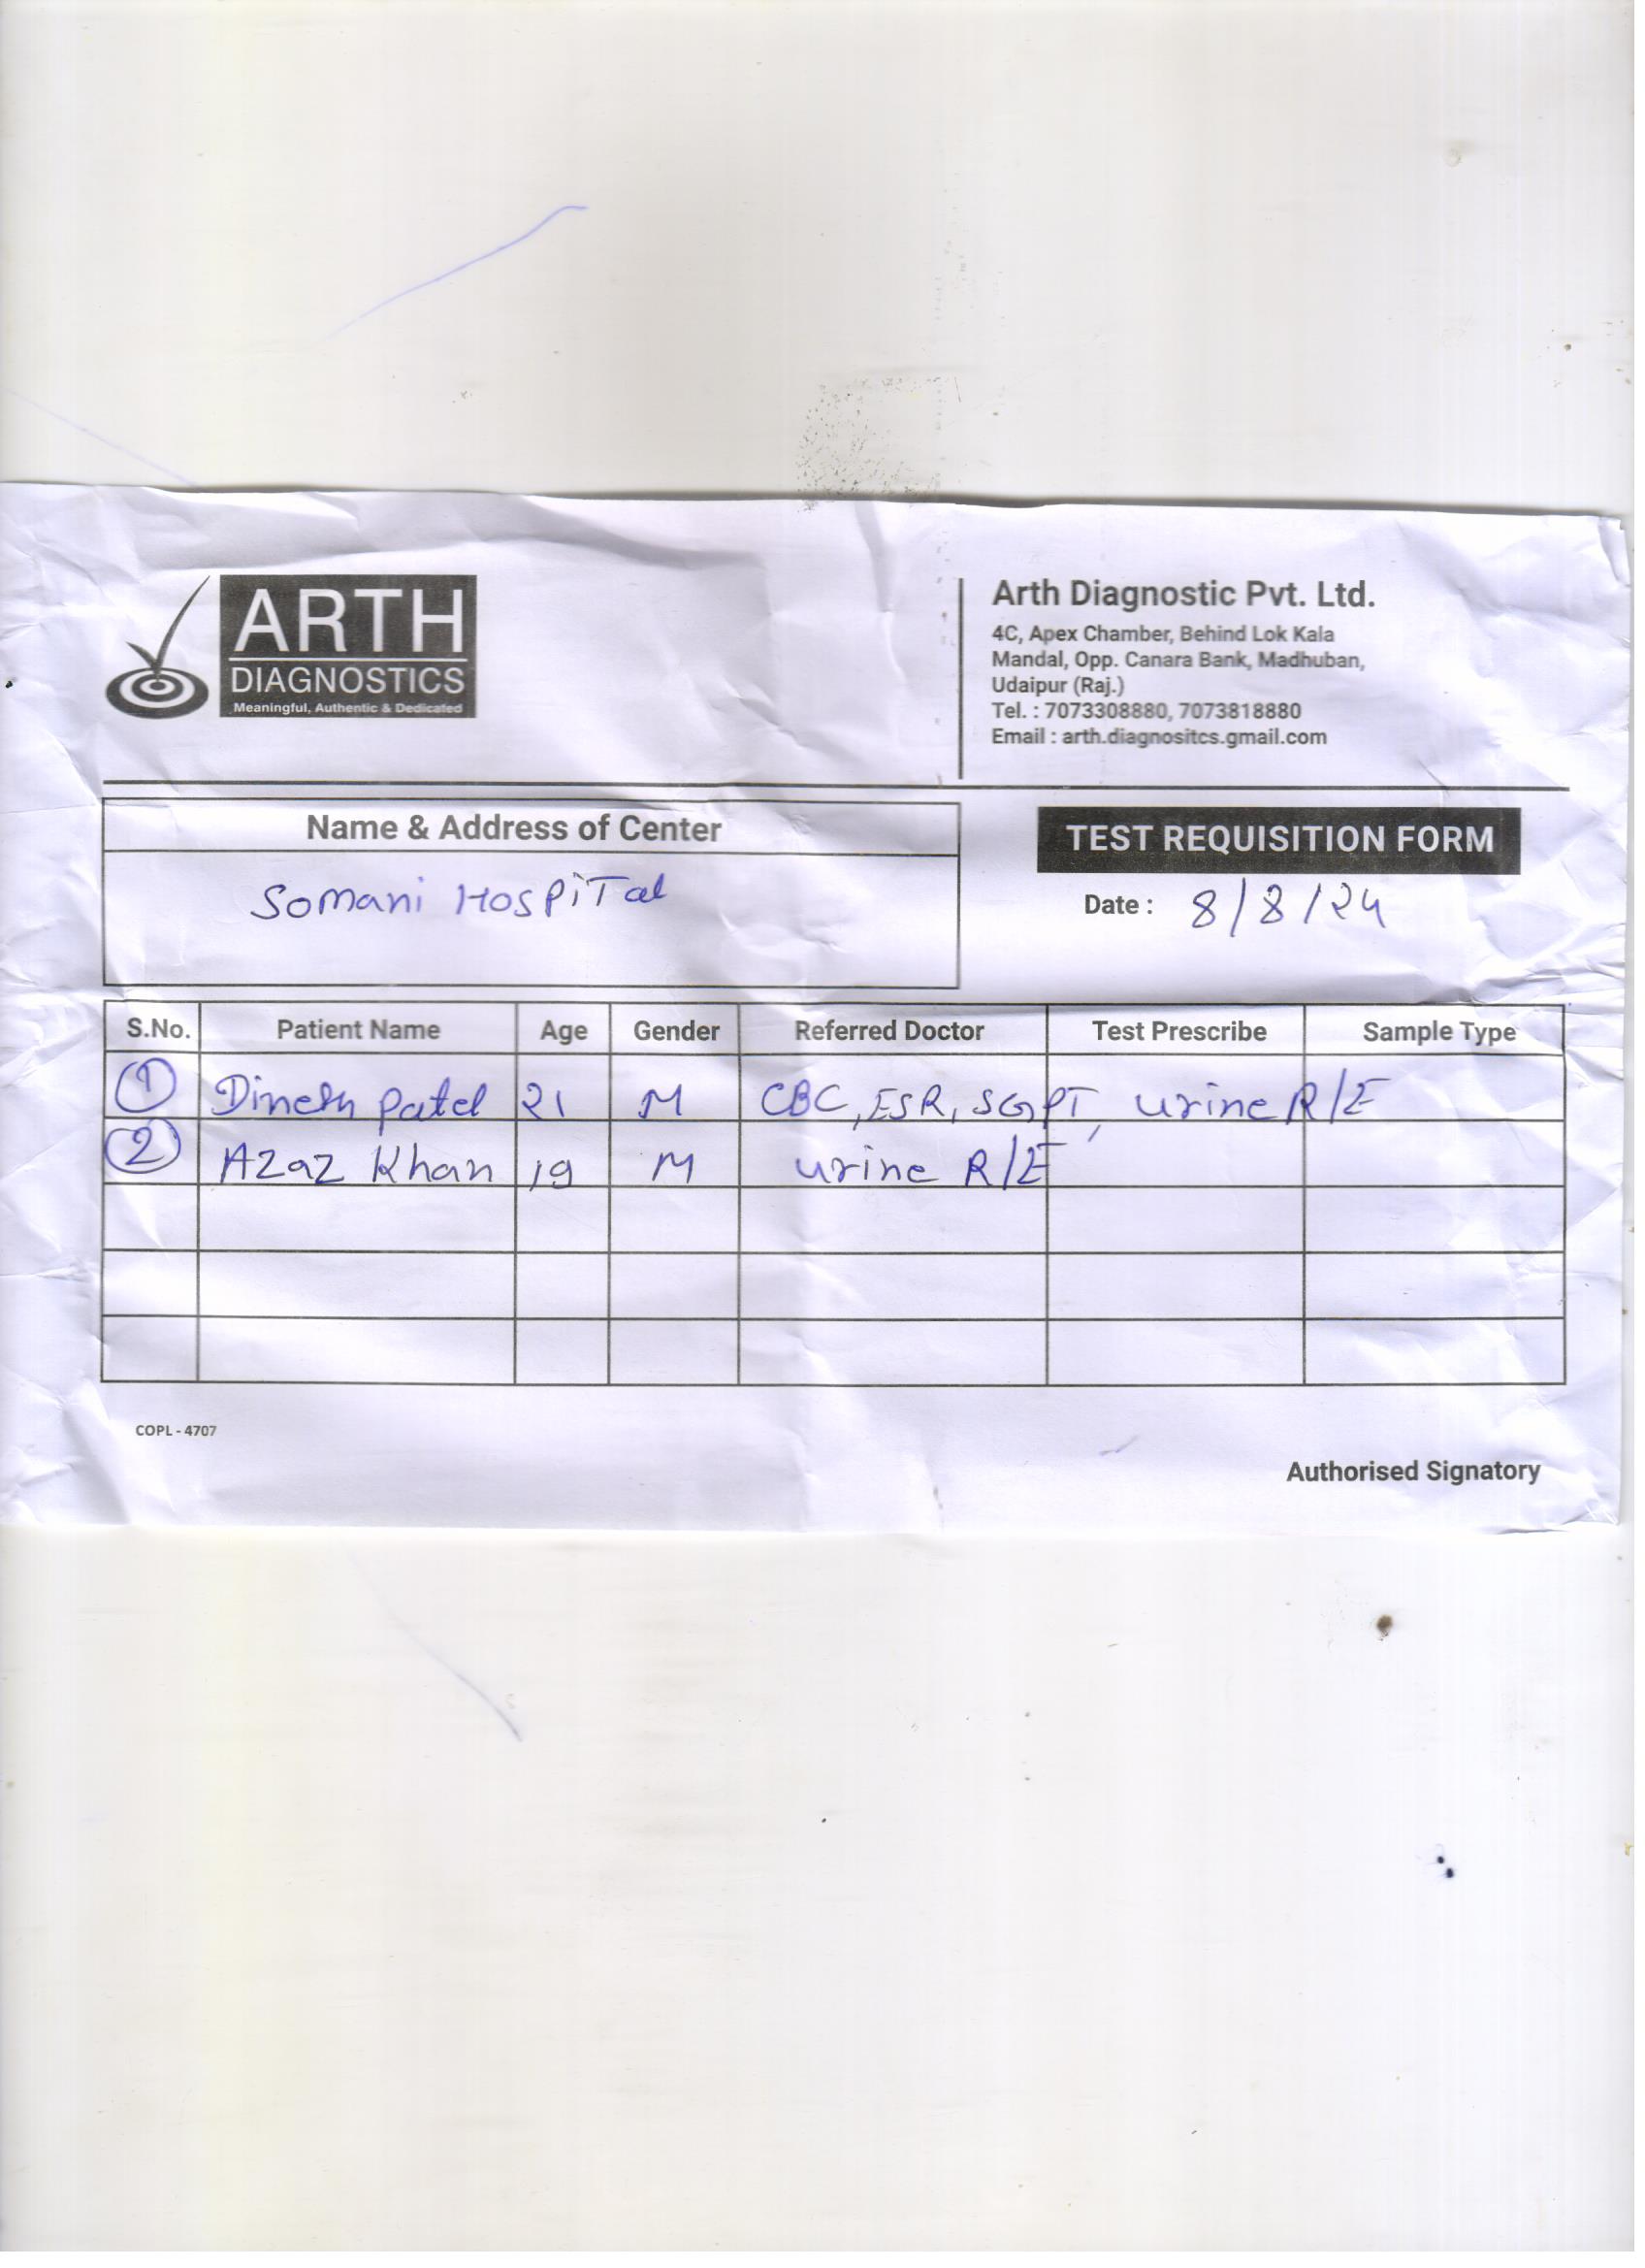 ARTH
DIAGNOSTICS
Meaningful, Authentic & Dedicated
Arth Diagnostic Pvt. Ltd.
4C, Apex Chamber, Behind Lok Kala
Mandal, Opp. Canara Bank, Madhuban,
Udaipur (Raj.)
Tel. : 7073308880, 7073818880
Email : arth.diagnositcs.gmail.com
Name & Address of Center
Somani Hospital
TEST REQUISITION FORM
Date : 8/8/24
S.No. Patient Name Age Gender Referred Doctor Test Prescribe Sample Type
1 Dinesh Patel 21 M CBC, ESR, SGPT, urine R/E
2 Azaz Khan 19 M urine R/E
COPL - 4707
Authorised Signatory